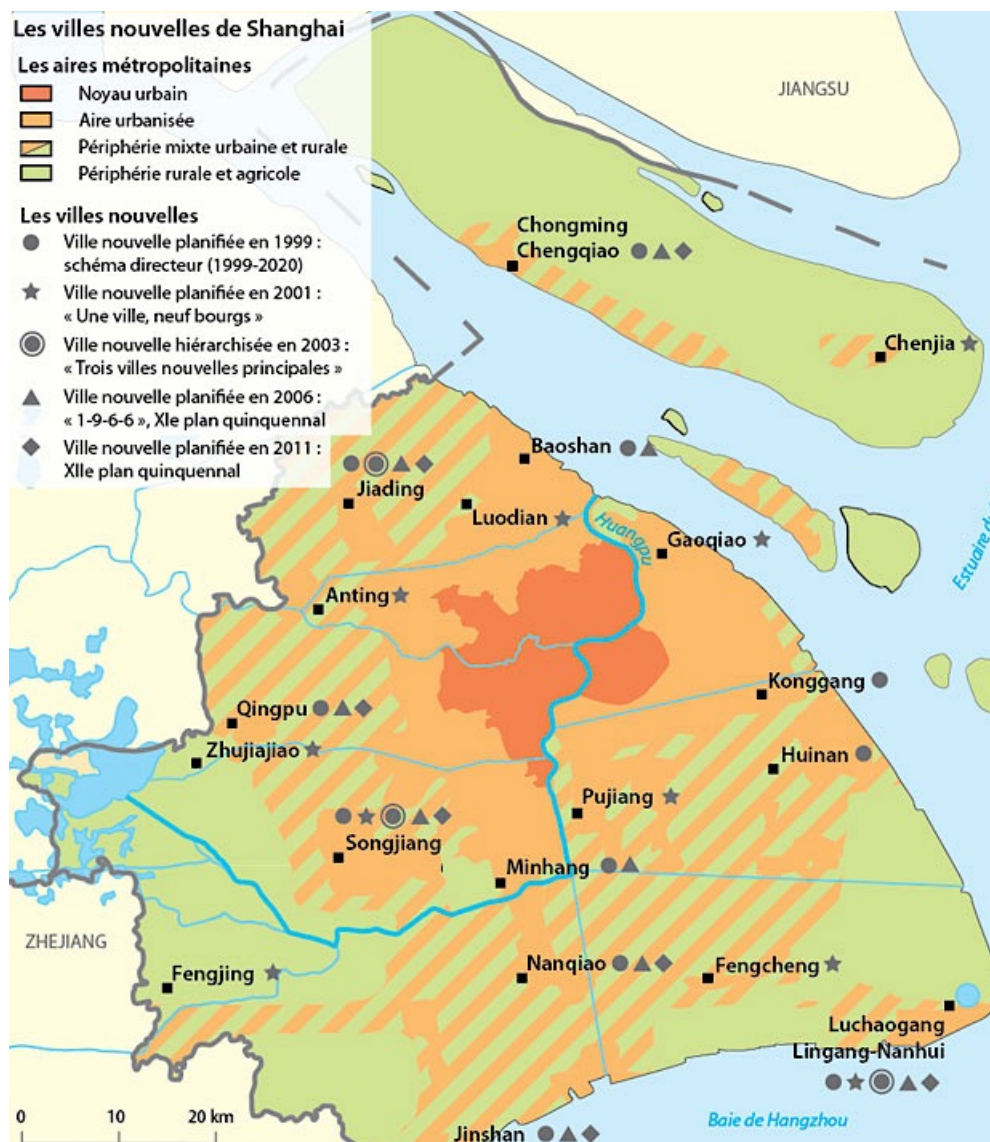 Les villes nouvelles de Shanghai
Les aires métropolitaines
Noyau urbain
Aire urbanisée
Périphérie mixte urbaine et rurale
Périphérie rurale et agricole
Les villes nouvelles
Ville nouvelle planifiée en 1999 :
schéma directeur (1999-2020)
Ville nouvelle planifiée en 2001 :
« Une ville, neuf bourgs »
Ville nouvelle hiérarchisée en 2003 :
« Trois villes nouvelles principales »
Ville nouvelle planifiée en 2006 :
« 1-9-6-6 », XIe plan quinquennal
Ville nouvelle planifiée en 2011 :
XIIe plan quinquennal
JIANGSU
Chongming
Chengqiao
Chenjia
Baoshan
Jiading
Luodian
Huangpu
Gaoqiao
Estuaire
Anting
Konggang
Qingpu
Zhujiajiao
Huinan
Pujiang
Songjiang
Minhang
ZHEJIANG
Fengjing
Nanqiao
Fengcheng
Luchaogang
Lingang-Nanhui
0 10 20 km
Baie de Hangzhou
Jinshan